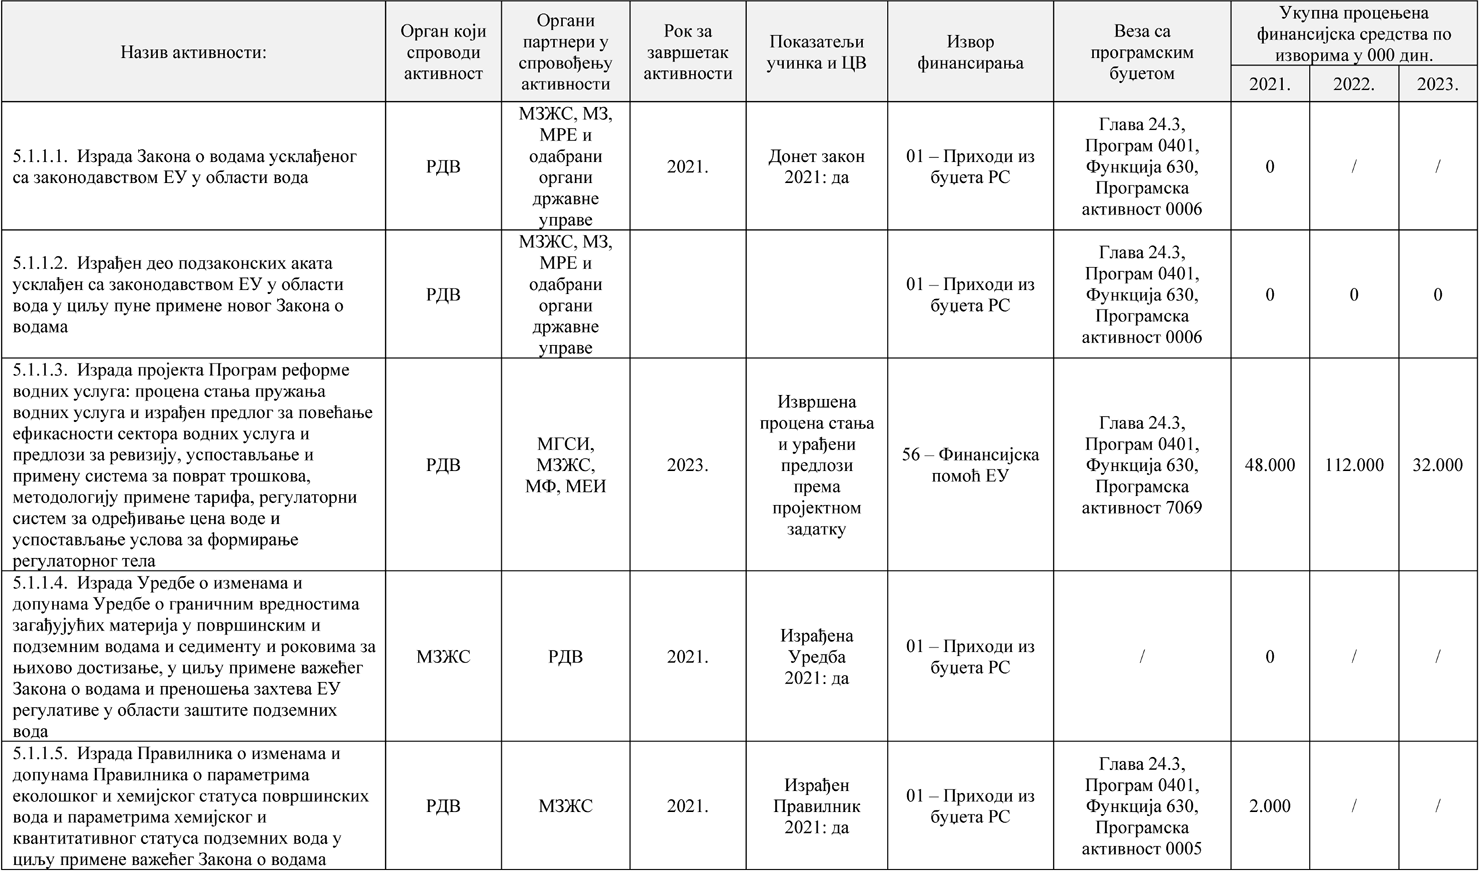 Назив активности:
Орган који
спроводи
активност
Органи
партнери у
спровођењу
активности
Рок за
завршетак
активности
Показатељи
учинка и ЦВ
Извор
финансирања
Веза са
програмским
буџетом
Укупна процењена
финансијска средства по
изворима у 000 дин.
2021.
2022.
2023.
5.1.1.1. Израда Закона о водама усклађеног
са законодавством ЕУ у области вода
РДВ
МЗЖС, МЗ,
МРЕ и
одабрани
органи
државне
управе
2021.
Донет закон
2021: да
01 – Приходи из
буџета РС
Глава 24.3,
Програм 0401,
Функција 630,
Програмска
активност 0006
0
/
/
5.1.1.2. Израђен део подзаконских аката
усклађен са законодавством ЕУ у области
вода у циљу пуне примене новог Закона о
водама
РДВ
МЗЖС, МЗ,
МРЕ и
одабрани
органи
државне
управе
01 – Приходи из
буџета РС
Глава 24.3,
Програм 0401,
Функција 630,
Програмска
активност 0006
0
0
0
5.1.1.3. Израда пројекта Програм реформе
водних услуга: процена стања пружања
водних услуга и израђен предлог за повећање
ефикасности сектора водних услуга и
предлози за ревизију, успостављање и
примену система за поврат трошкова,
методологију примене тарифа, регулаторни
систем за одређивање цена воде и
успостављање услова за формирање
регулаторног тела
РДВ
МГСИ,
МЗЖС,
МФ, МЕИ
2023.
Извршена
процена стања
и урађени
предлози
према
пројектном
задатку
56 – Финансијска
помоћ ЕУ
Глава 24.3,
Програм 0401,
Функција 630,
Програмска
активност 7069
48.000
112.000
32.000
5.1.1.4. Израда Уредбе о изменама и
допунама Уредбе о граничним вредностима
загађујућих материја у површинским и
подземним водама и седименту и роковима за
њихово достизање, у циљу примене важећег
Закона о водама и преношења захтева ЕУ
регулативе у области заштите подземних
вода
МЗЖС
РДВ
2021.
Израђена
Уредба
2021: да
01 – Приходи из
буџета РС
/
0
/
/
5.1.1.5. Израда Правилника о изменама и
допунама Правилника о параметрима
еколошког и хемијског статуса површинских
вода и параметрима хемијског и
квантитативног статуса подземних вода у
циљу примене важећег Закона о водама
РДВ
МЗЖС
2021.
Израђен
Правилник
2021: да
01 – Приходи из
буџета РС
Глава 24.3,
Програм 0401,
Функција 630,
Програмска
активност 0005
2.000
/
/